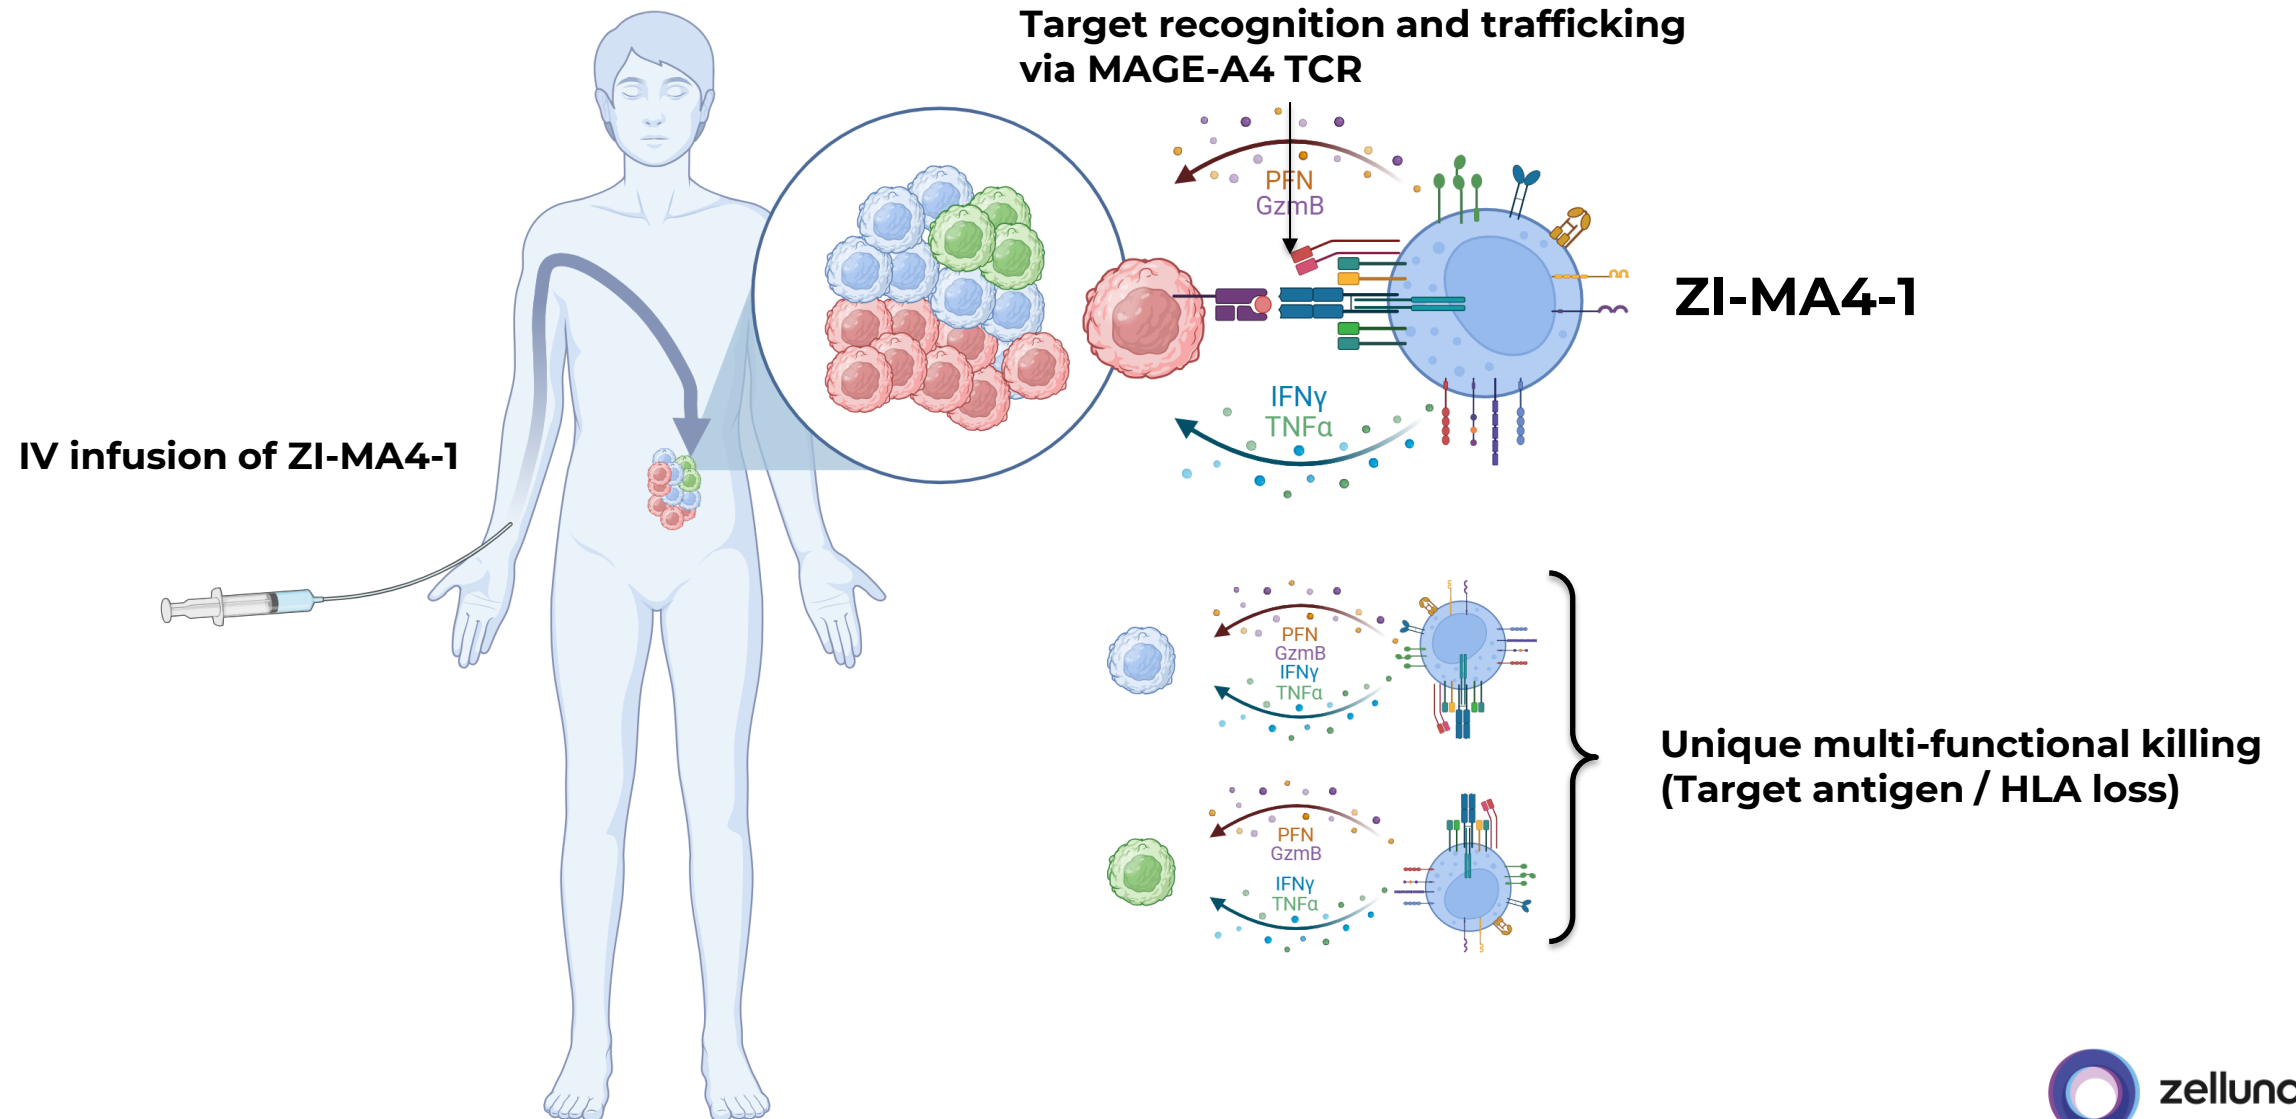 Target recognition and trafficking
via MAGE-A4 TCR
PFN
GzmB
ZI-MA4-1
IFNγ
TNFα
IV infusion of ZI-MA4-1
PFN
GzmB
IFNγ
TNFα
Unique multi-functional killing
(Target antigen / HLA loss)
PFN
GzmB
IFNγ
TNFα